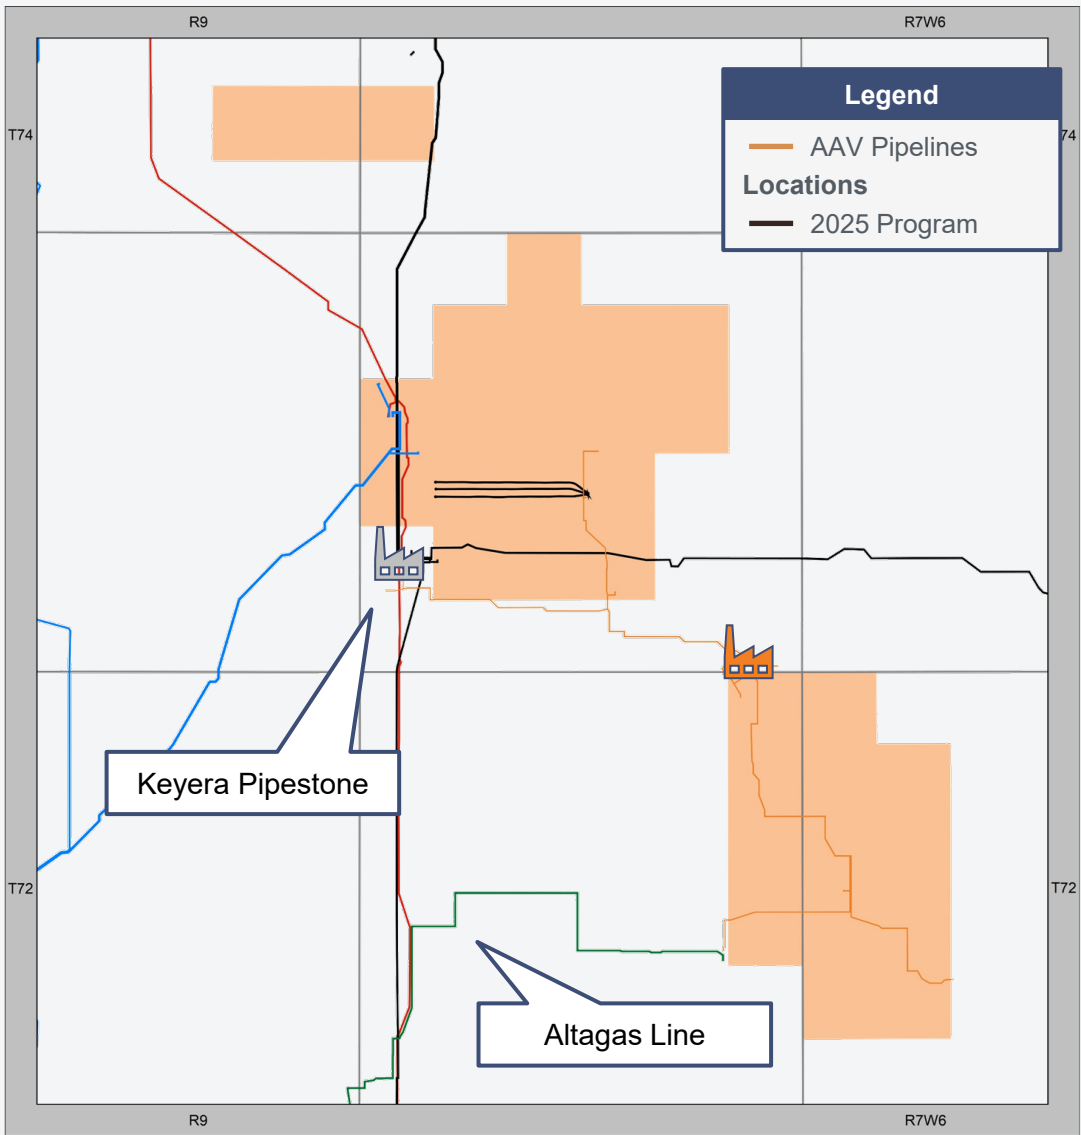 R9
R7W6
T74
74
Legend
AAV Pipelines
Locations
2025 Program
Keyera Pipestone
T72
T72
Altagas Line
R9
R7W6